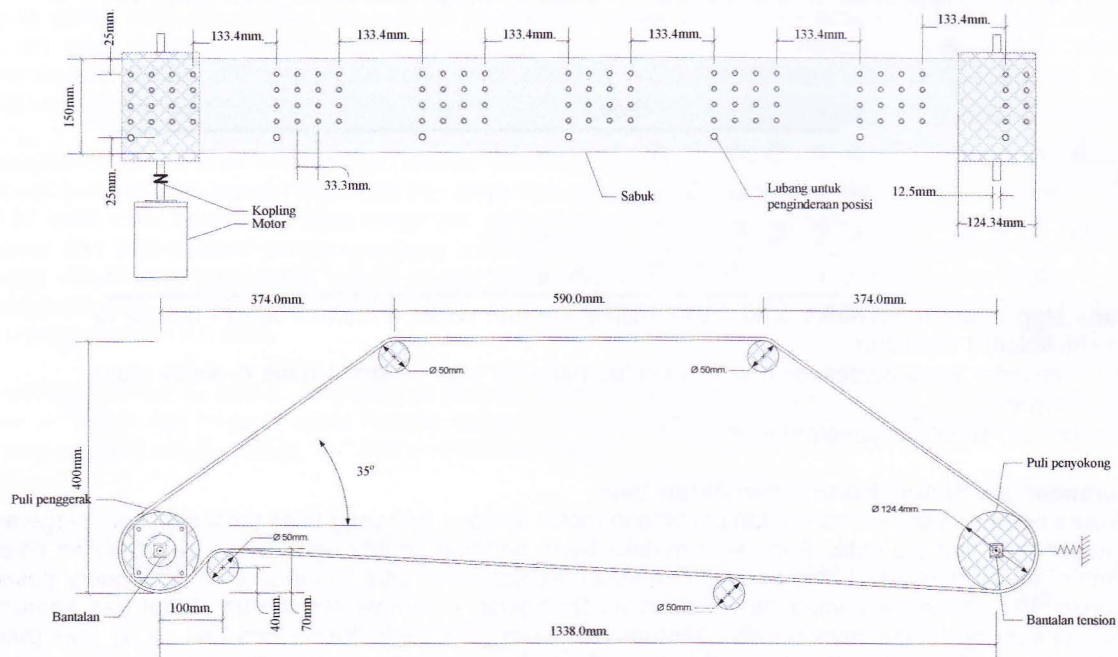 25mm.
133.4mm.
133.4mm.
133.4mm.
133.4mm.
133.4mm.
133.4mm.
150mm.
25mm.
33.3mm.
Kopling
Motor
Sabuk
Lubang untuk
penginderaan posisi
12.5mm.
124.34mm.
374.0mm.
590.0mm.
374.0mm.
Ø 50mm.
Ø 50mm.
400mm.
35°
Puli penggerak
Puli penyokong
Ø 50mm.
Ø 124.4mm.
Ø 50mm.
100mm.
40mm.
70mm.
Bantalan
Bantalan tension
1338.0mm.